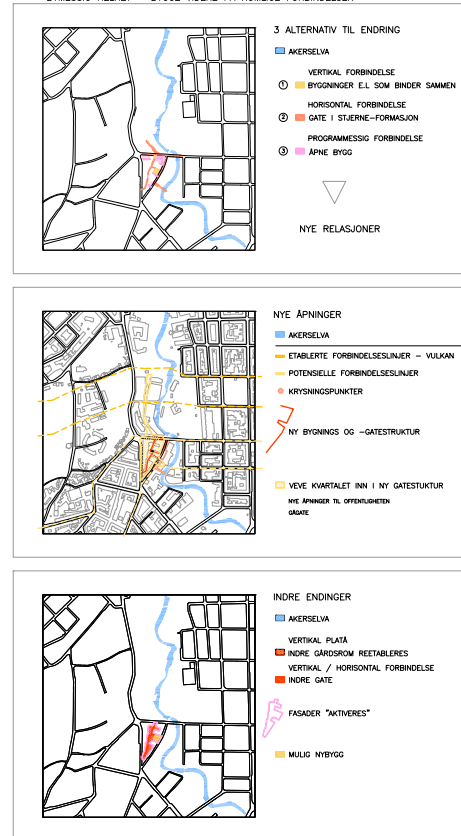 3 ALTERNATIV TIL ENDRING
AKERSELVA
VERTIKAL FORBINDELSE
1 BYGGNINGER E.L SOM BINDER SAMMEN
HORISONTAL FORBINDELSE
2 GATE I STJERNE-FORMASJON
PROGRAMMESSIG FORBINDELSE
3 ÅPNE BYGG
NYE RELASJONER
NYE ÅPNINGER
AKERSELVA
ETABLERTE FORBINDELSESLINJER - VULKAN
POTENSIELLE FORBINDELSESLINJER
KRYSNINGSPUNKTER
NY BYGNINGS OG -GATESTRUKTUR
VEVE KVARTALET INN I NY GATESTUKTUR
NYE ÅPNINGER TIL OFFENTLIGHETEN
GÅGATE
INDRE ENDINGER
AKERSELVA
VERTIKAL PLATÅ
INDRE GÅRDSROM REETABLERES
VERTIKAL / HORISONTAL FORBINDELSE
INDRE GATE
FASADER "AKTIVERES"
MULIG NYBYGG